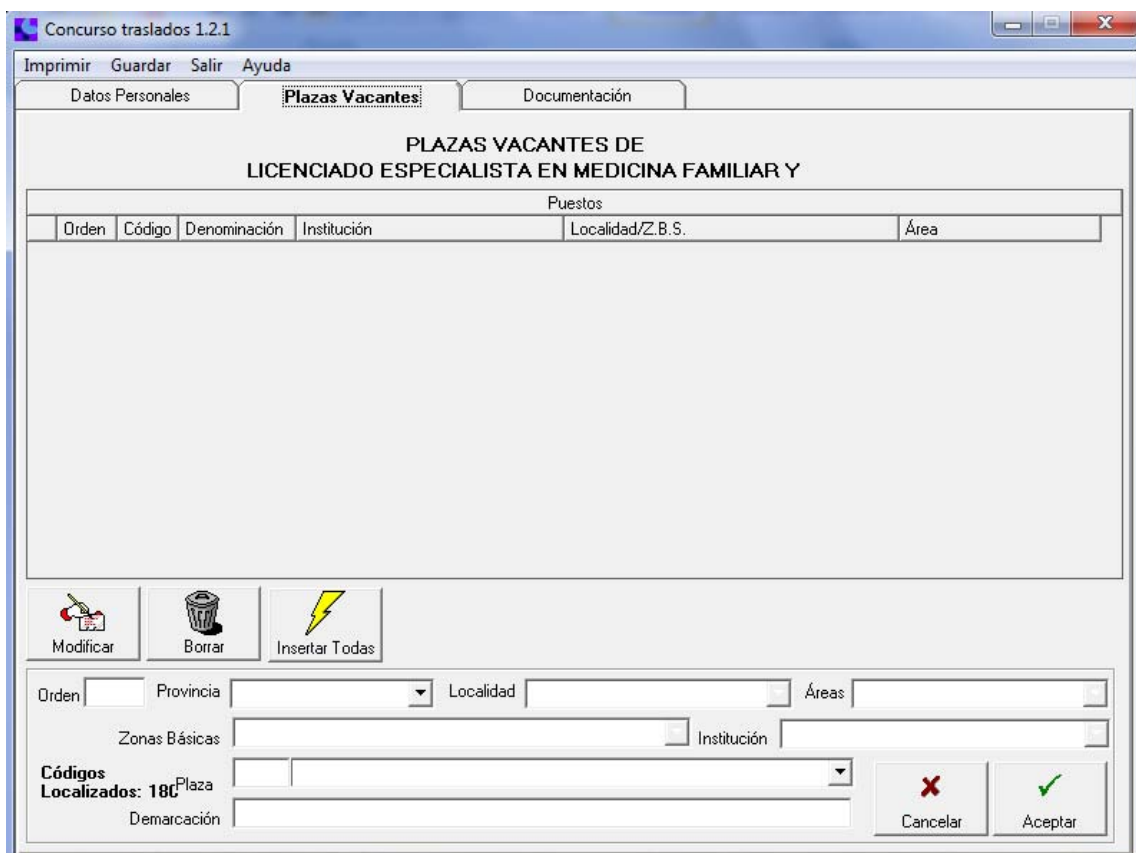 Concurso traslados 1.2.1
Imprimir Guardar Salir Ayuda
Datos Personales Plazas Vacantes Documentación
PLAZAS VACANTES DE
LICENCIADO ESPECIALISTA EN MEDICINA FAMILIAR Y
Puestos
Orden Código Denominación Institución Localidad/Z.B.S. Área
Modificar Borrar Insertar Todas
Orden Provincia Localidad Áreas
Zonas Básicas Institución
Códigos
Localizados: 180 Plaza
Demarcación
Cancelar Aceptar